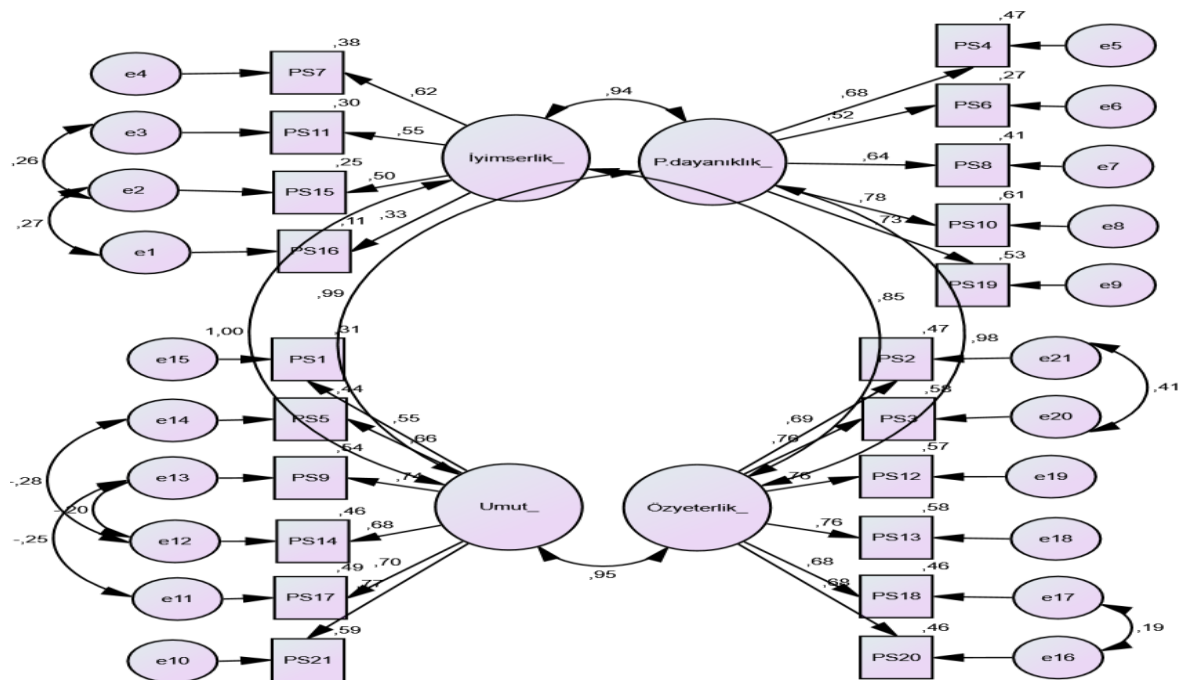 ,47
,38
e4
PS7
PS4
e5
,62
,94
,68
,27
,30
e3
PS11
,55
,52
PS6
e6
,26
,25
İyimserlik_
P.dayanıklık_
,41
,64
PS8
e7
e2
PS15
,50
,61
,78
,27
,11
,33
,73
PS10
e8
e1
PS16
,53
PS19
e9
,99
,85
1,00
,31
,47
,98
e15
PS1
PS2
e21
,44
,58
,41
e14
PS5
,55
,69
PS3
e20
,66
,76
,54
,57
-,28
e13
PS9
,74
,76
PS12
e19
-,20
,46
,58
Umut_
Özyeterlik_
-,25
e12
PS14
,68
,76
PS13
e18
,49
,70
,68
,46
,77
,68
,95
e11
PS17
PS18
e17
,59
,46
,19
e10
PS21
PS20
e16